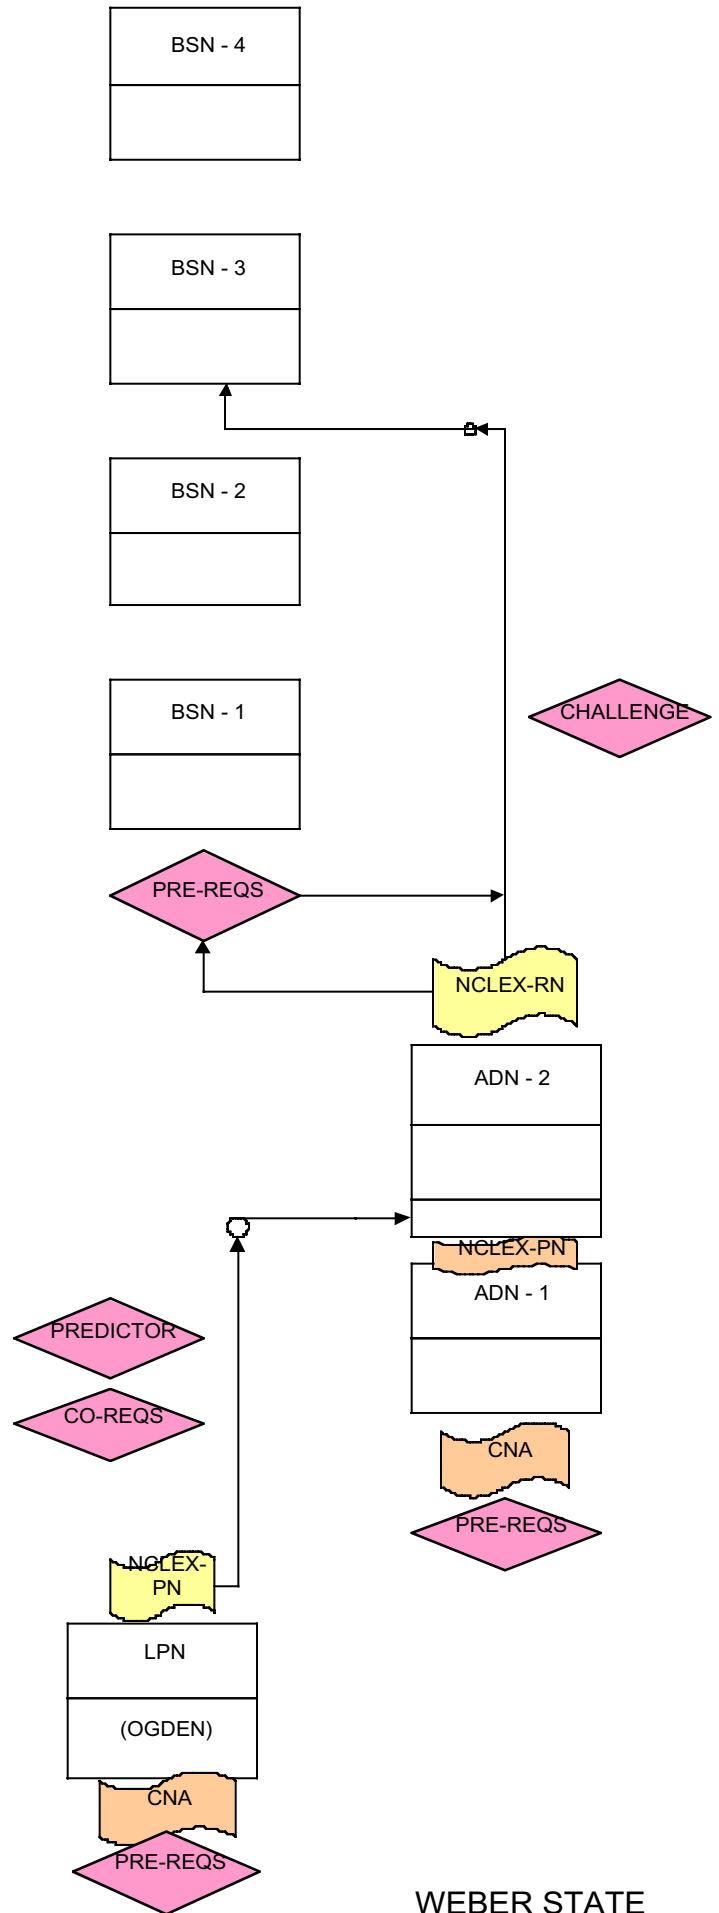 BSN - 4
BSN - 3
BSN - 2
BSN - 1
CHALLENGE
PRE-REQS
NCLEX-RN
ADN - 2
NCLEX-PN
ADN - 1
PREDICTOR
CO-REQS
CNA
PRE-REQS
NCLEX-
PN
LPN
(OGDEN)
CNA
PRE-REQS
WEBER STATE